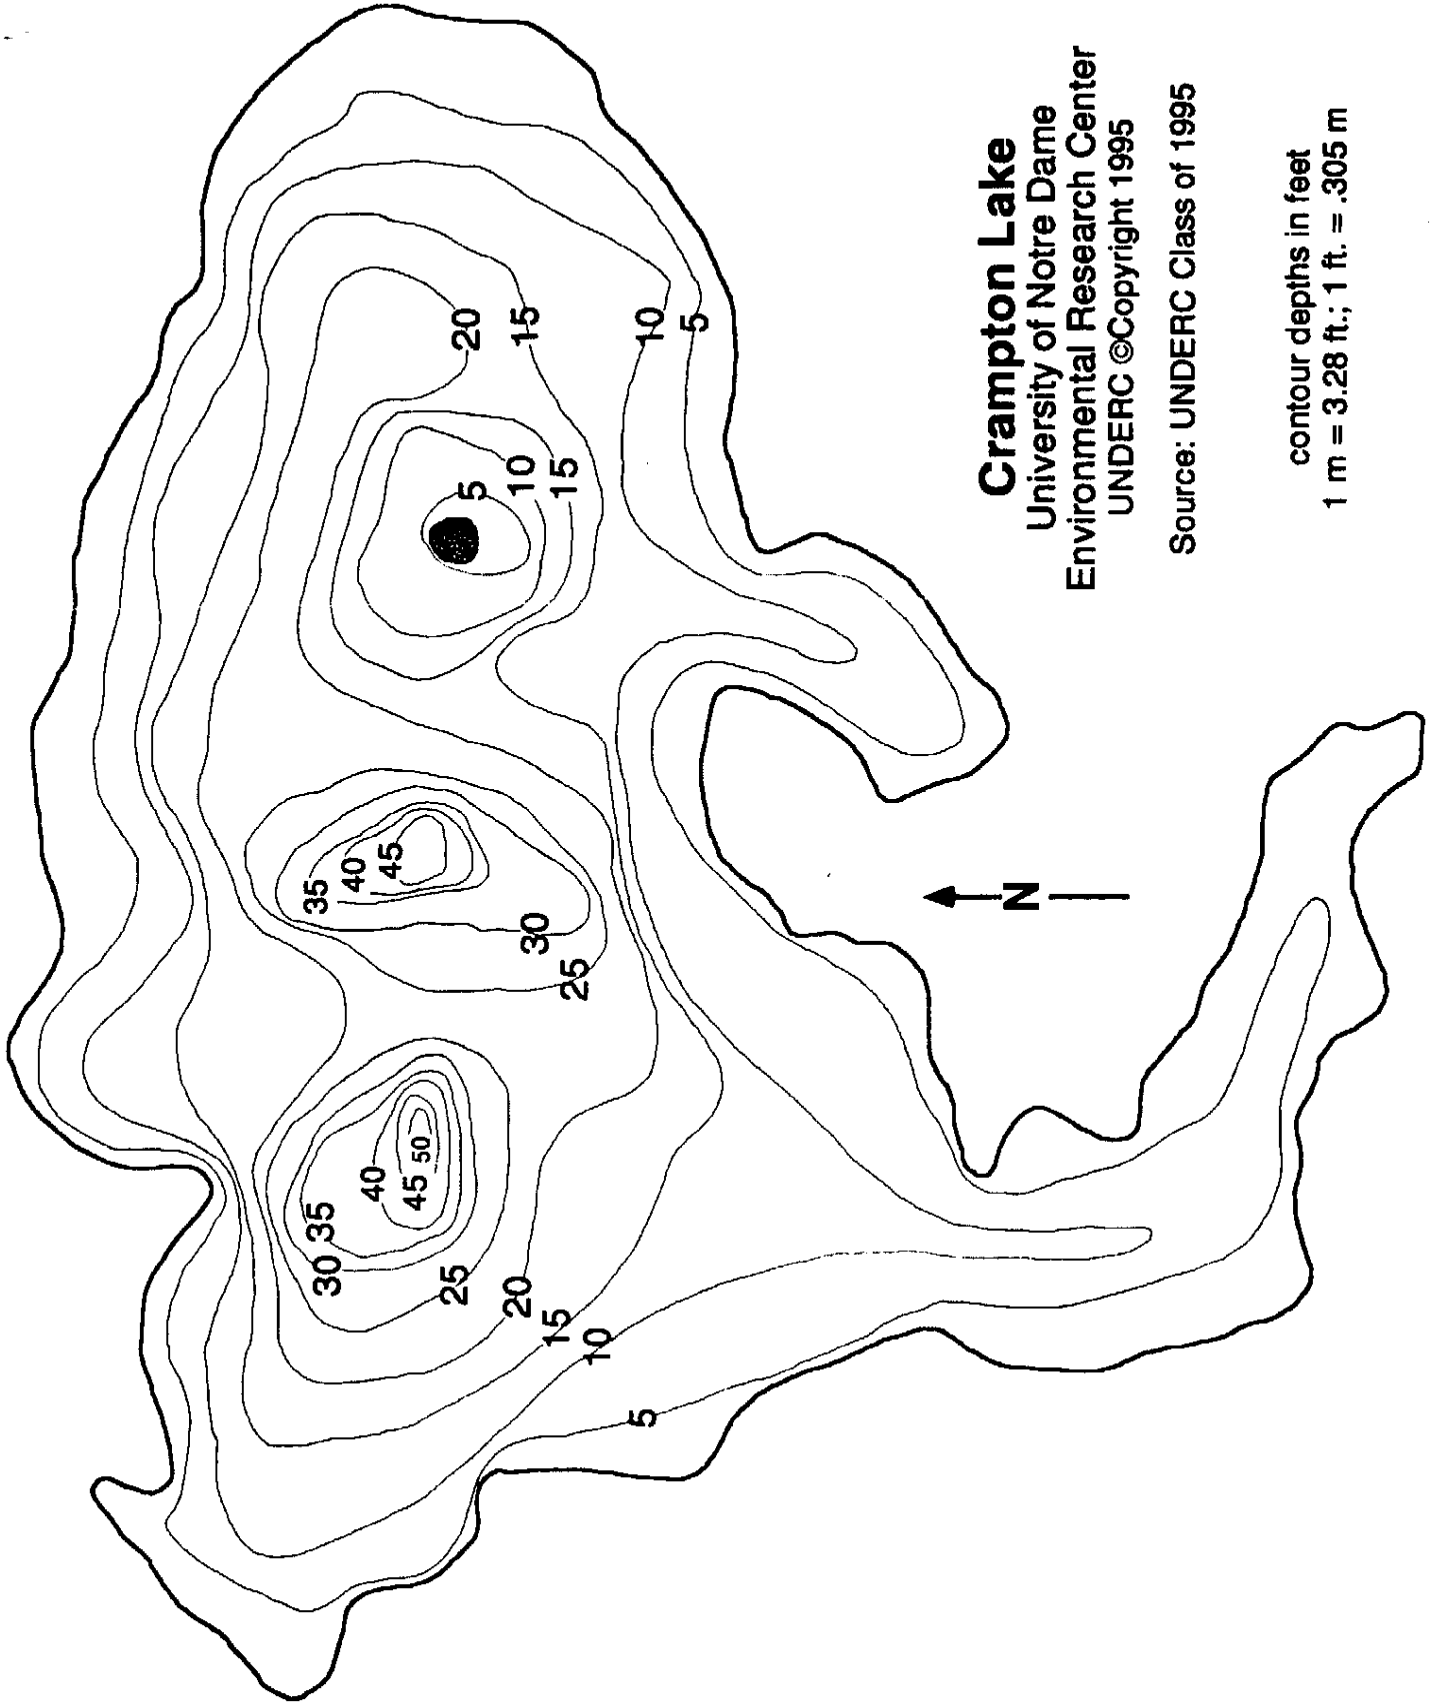 Crampton Lake
University of Notre Dame
Environmental Research Center
UNDERC ©Copyright 1995
Source: UNDERC Class of 1995
contour depths in feet
1 m = 3.28 ft.; 1 ft. = .305 m
N
20
15
10
5
5
10
15
35
40
45
30
25
40
45
50
35
30
25
20
15
10
5